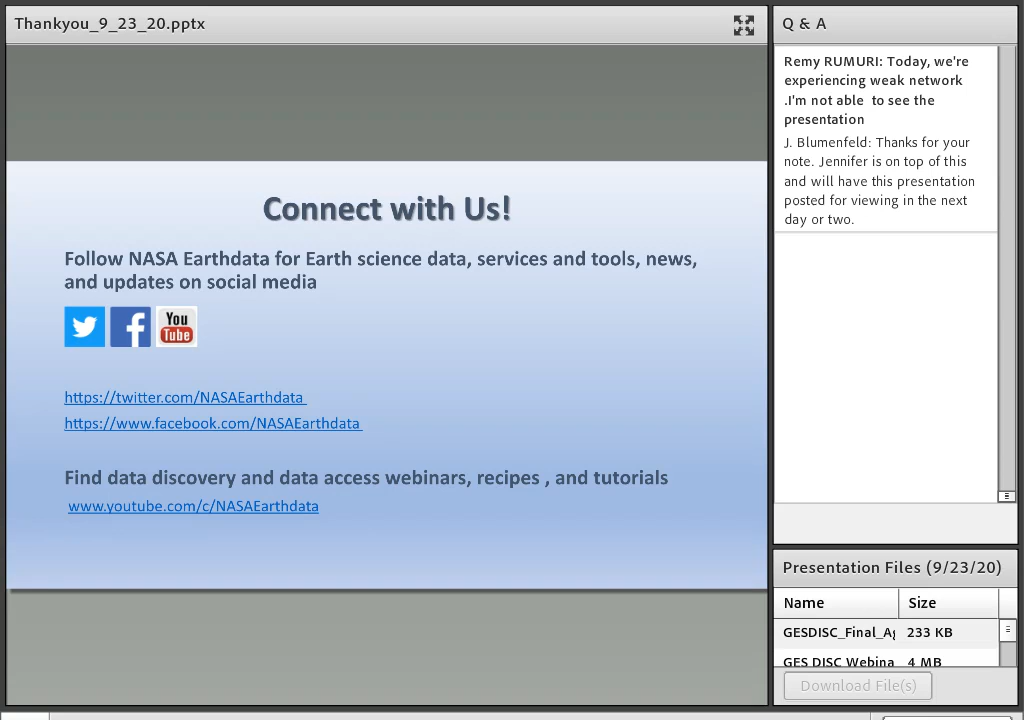 Thankyou_9_23_20.pptx
Connect with Us!
Follow NASA Earthdata for Earth science data, services and tools, news,
and updates on social media
You
Tube
https://twitter.com/NASAEarthdata
https://www.facebook.com/NASAEarthdata
Find data discovery and data access webinars, recipes , and tutorials
www.youtube.com/c/NASAEarthdata
Q & A
Remy RUMURI: Today, we're
experiencing weak network
.I'm not able  to see the
presentation
J. Blumenfeld: Thanks for your
note. Jennifer is on top of this
and will have this presentation
posted for viewing in the next
day or two.
Presentation Files (9/23/20)
Name Size
GESDISC_Final_Ag 233 KB
GES DISC Webina 4 MB
Download File(s)